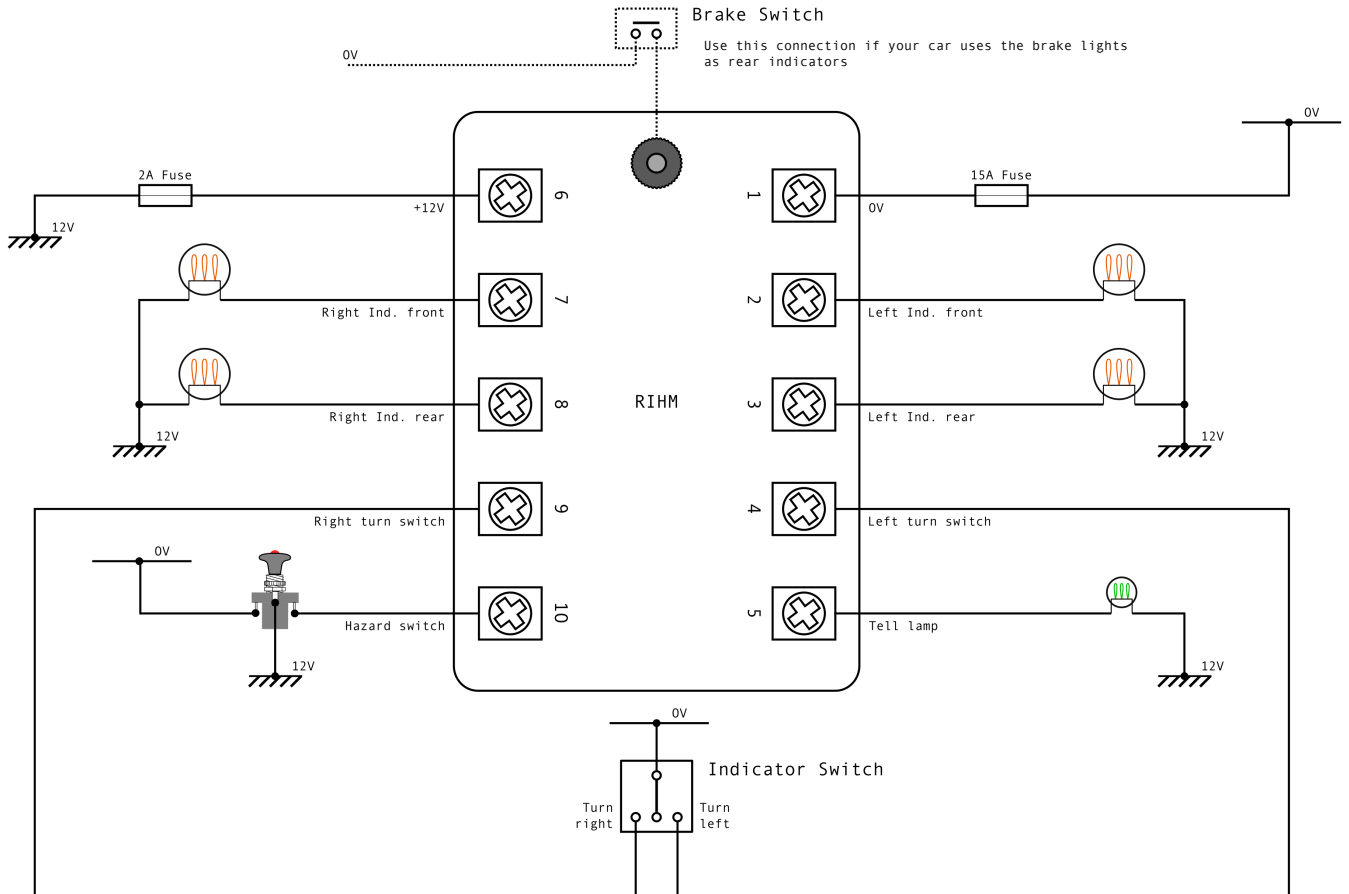 Brake Switch
Use this connection if your car uses the brake lights
as rear indicators
0V
0V
2A Fuse
15A Fuse
+12V
6
1
0V
12V
Right Ind. front
7
2
Left Ind. front
Right Ind. rear
8
RIHM
3
Left Ind. rear
12V
12V
Right turn switch
9
4
Left turn switch
0V
Hazard switch
10
5
Tell lamp
12V
12V
0V
Indicator Switch
Turn
right
Turn
left